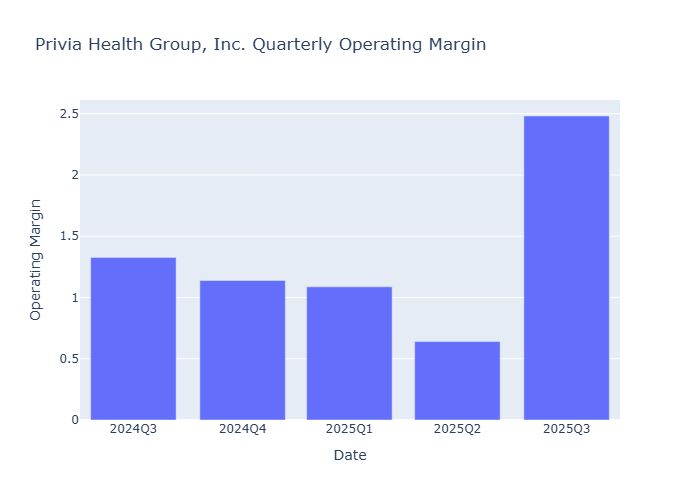 Privia Health Group, Inc. Quarterly Operating Margin
2.5
2
1.5
1
0.5
0
Operating Margin
2024Q3
2024Q4
2025Q1
2025Q2
2025Q3
Date